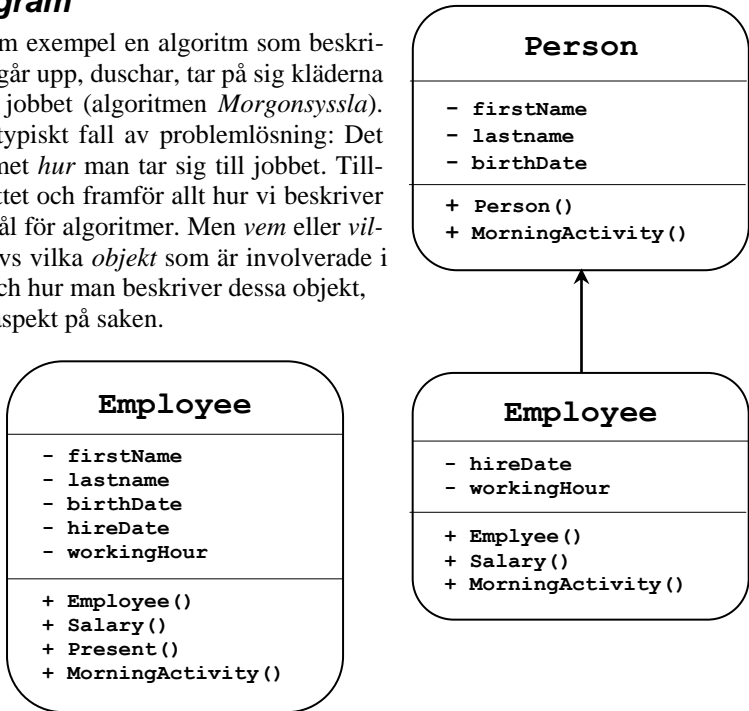 gram
m exempel en algoritm som beskri-
går upp, duschar, tar på sig kläderna
jobbet (algoritmen Morgonsyssla).
typiskt fall av problemlösning: Det
met hur man tar sig till jobbet. Till-
ttet och framför allt hur vi beskriver
ål för algoritmer. Men vem eller vil-
vs vilka objekt som är involverade i
ch hur man beskriver dessa objekt,
aspekt på saken.
Person
- firstName
- lastname
- birthDate
+ Person()
+ MorningActivity()
Employee
- firstName
- lastname
- birthDate
- hireDate
- workingHour
+ Employee()
+ Salary()
+ Present()
+ MorningActivity()
Employee
- hireDate
- workingHour
+ Emplyee()
+ Salary()
+ MorningActivity()